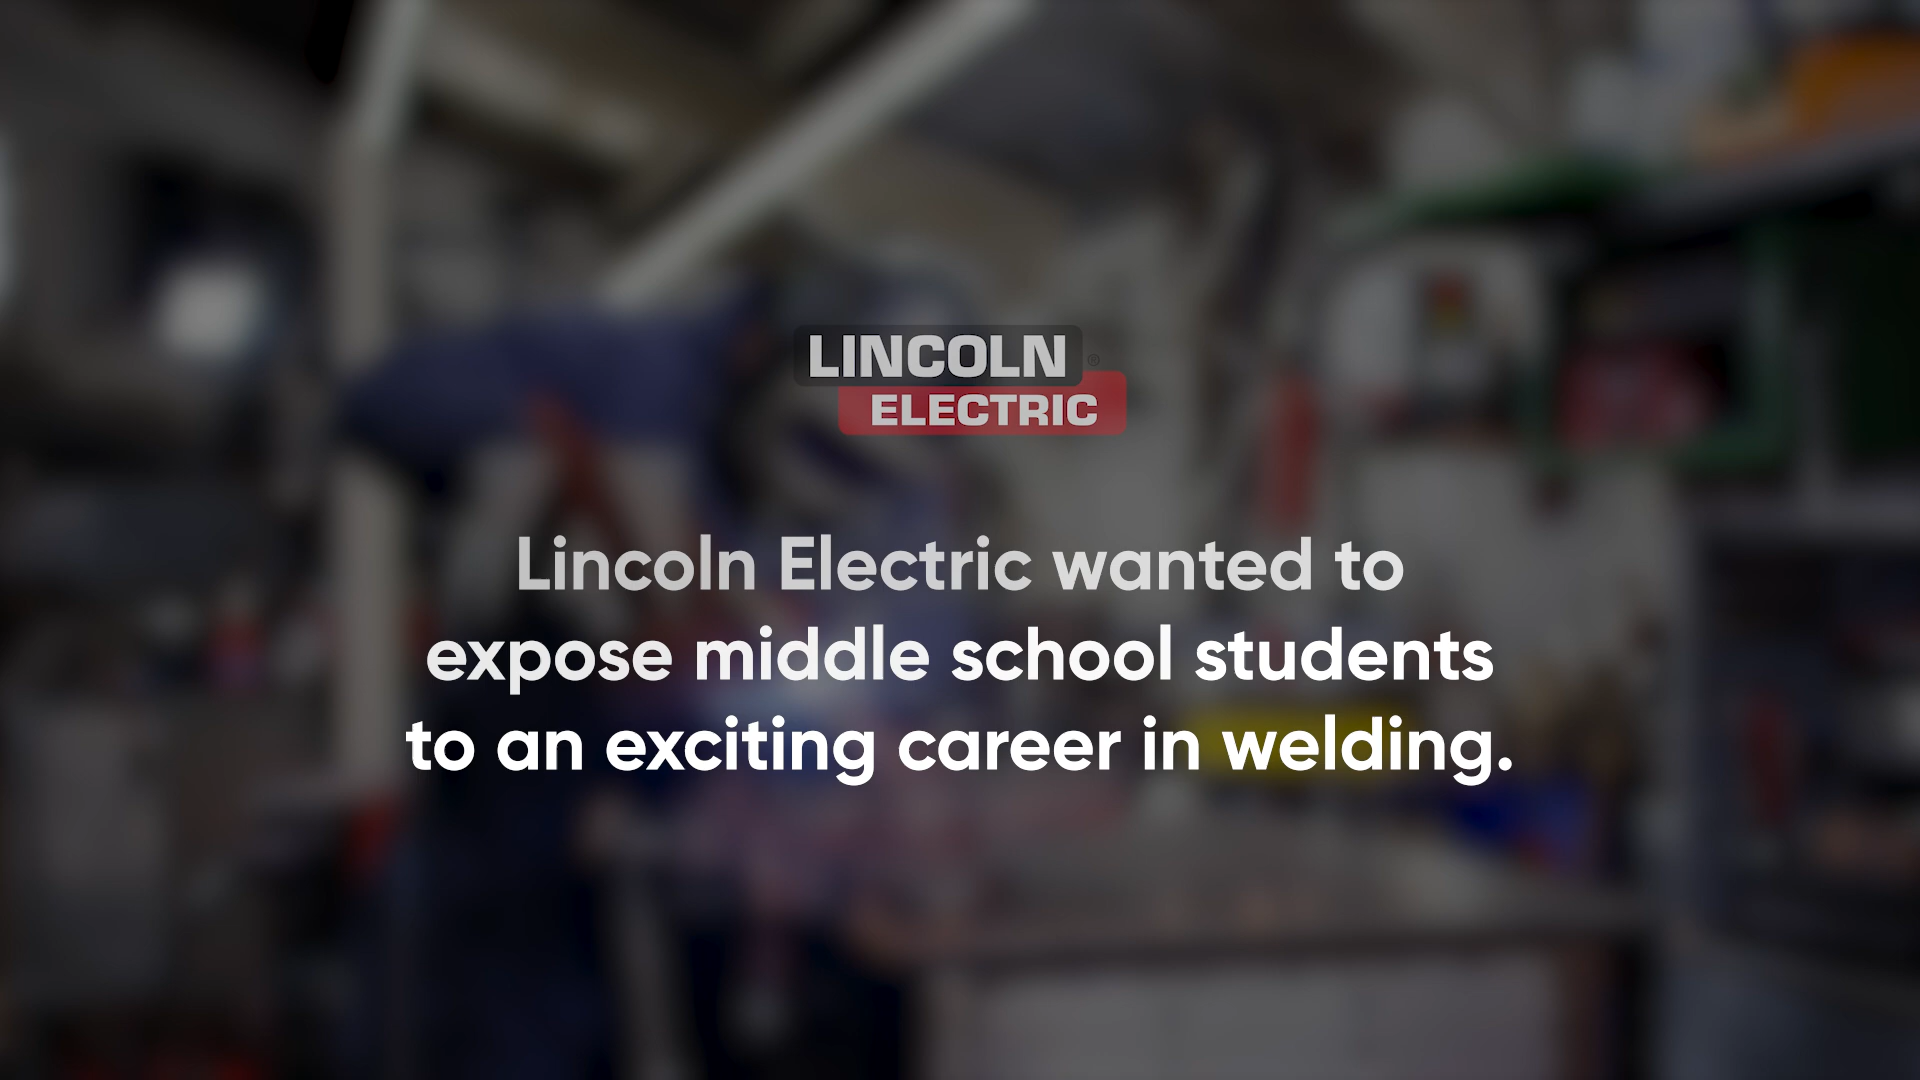 LINCOLN ®
ELECTRIC
Lincoln Electric wanted to
expose middle school students
to an exciting career in welding.